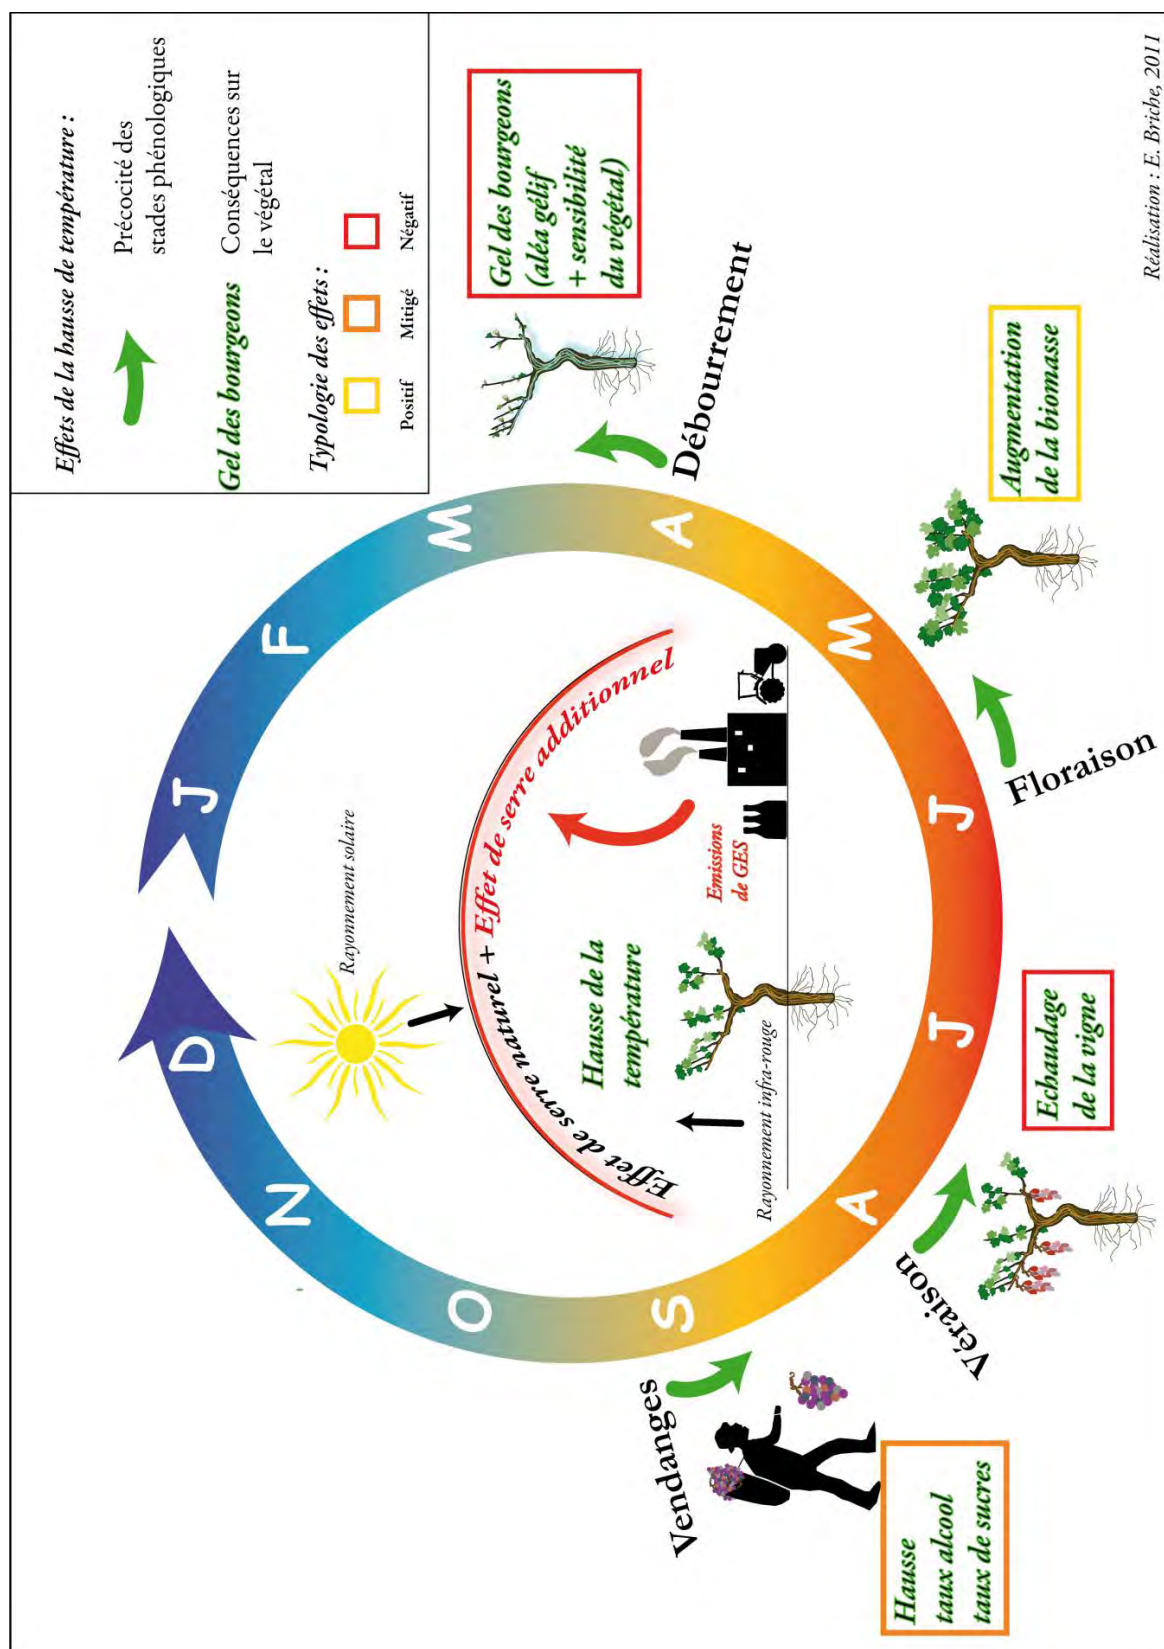 Effets de la hausse de température :
Précocité des
stades phénologiques
Gel des bourgeons
Conséquences sur
le végétal
Typologie des effets :
Positif
Mitigé
Négatif
J
F
M
A
M
J
J
A
S
O
N
D
Rayonnement solaire
Effet de serre naturel + Effet de serre additionnel
Hausse de la
température
Emissions
de GES
Rayonnement infra-rouge
Débourrement
Gel des bourgeons
(aléa gélif
+ sensibilité
du végétal)
Floraison
Augmentation
de la biomasse
Véraison
Echaudage
de la vigne
Vendanges
Hausse
taux alcool
taux de sucres
Réalisation : E. Briche, 2011